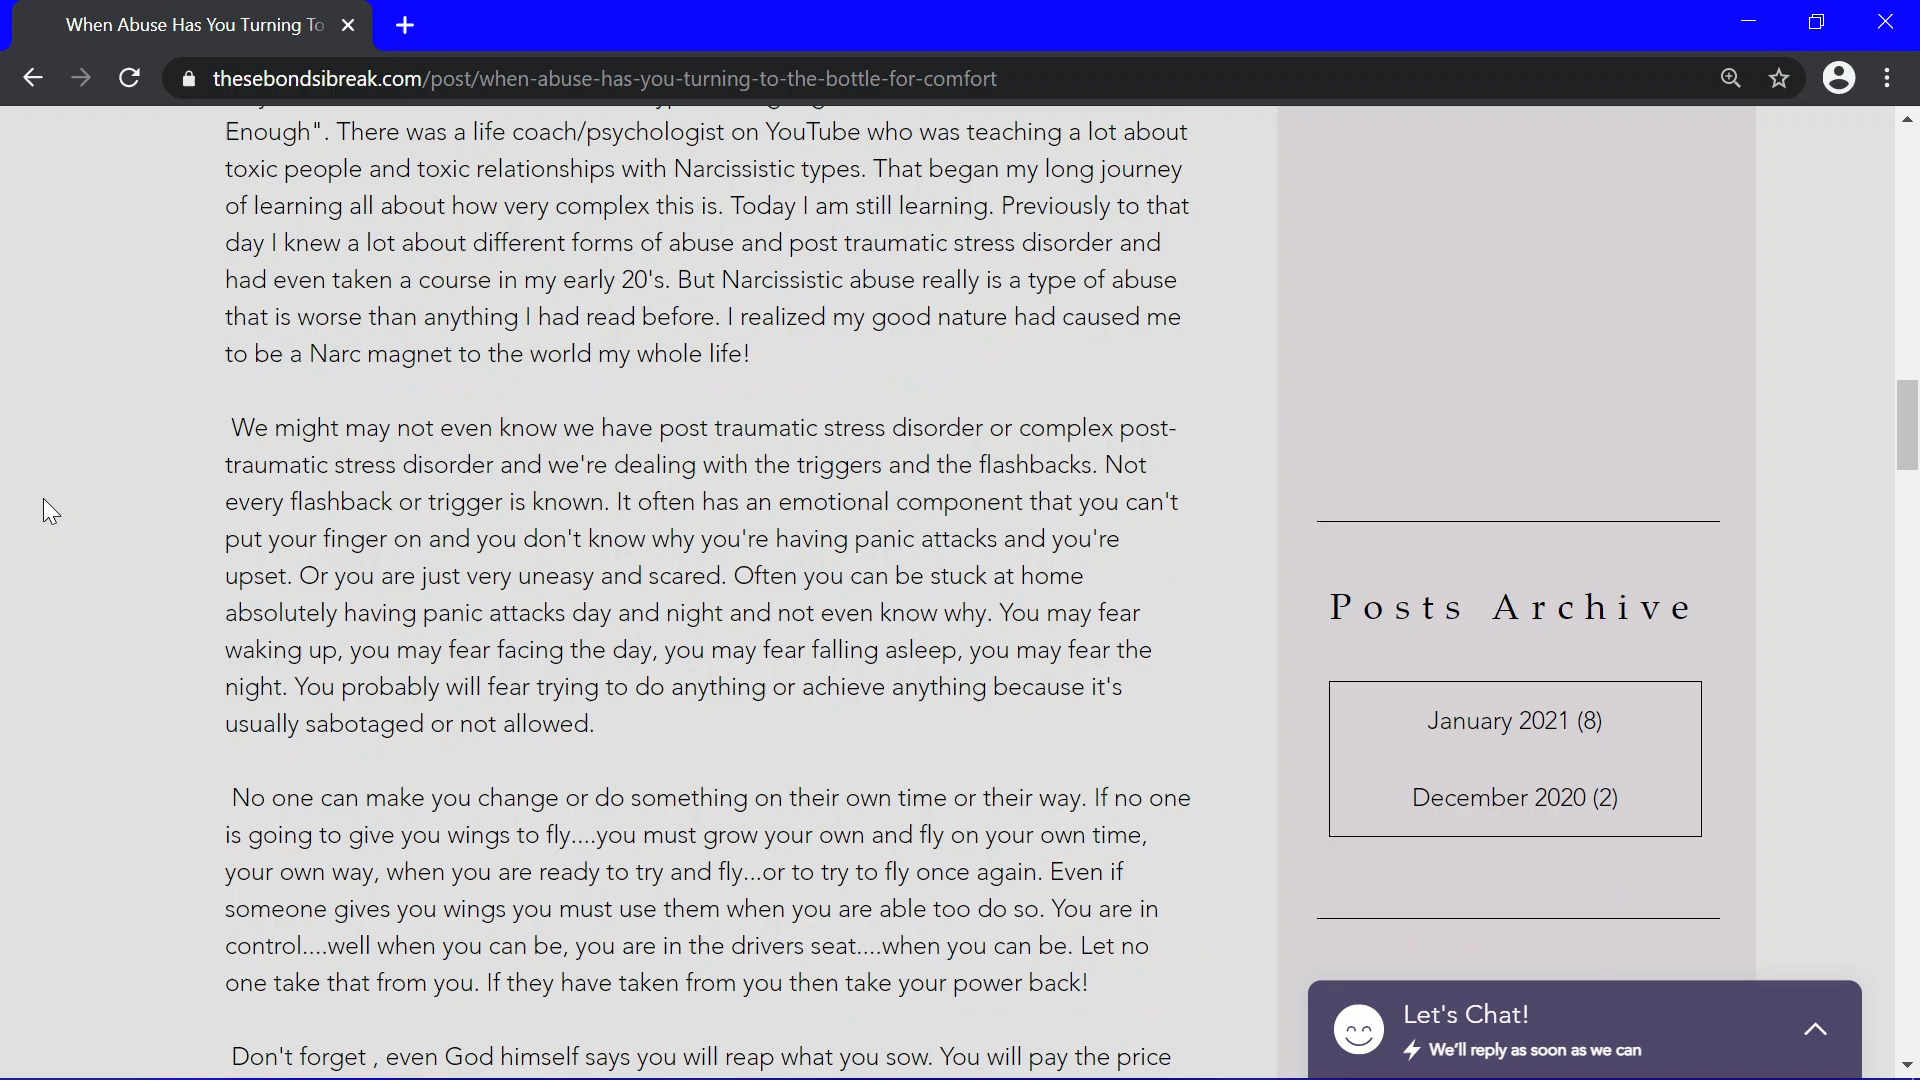 When Abuse Has You Turning To
thesebondsibreak.com/post/when-abuse-has-you-turning-to-the-bottle-for-comfort
Enough". There was a life coach/psychologist on YouTube who was teaching a lot about
toxic people and toxic relationships with Narcissistic types. That began my long journey
of learning all about how very complex this is. Today I am still learning. Previously to that
day I knew a lot about different forms of abuse and post traumatic stress disorder and
had even taken a course in my early 20's. But Narcissistic abuse really is a type of abuse
that is worse than anything I had read before. I realized my good nature had caused me
to be a Narc magnet to the world my whole life!
We might may not even know we have post traumatic stress disorder or complex post-
traumatic stress disorder and we're dealing with the triggers and the flashbacks. Not
every flashback or trigger is known. It often has an emotional component that you can't
put your finger on and you don't know why you're having panic attacks and you're
upset. Or you are just very uneasy and scared. Often you can be stuck at home
absolutely having panic attacks day and night and not even know why. You may fear
waking up, you may fear facing the day, you may fear falling asleep, you may fear the
night. You probably will fear trying to do anything or achieve anything because it's
usually sabotaged or not allowed.
No one can make you change or do something on their own time or their way. If no one
is going to give you wings to fly....you must grow your own and fly on your own time,
your own way, when you are ready to try and fly...or to try to fly once again. Even if
someone gives you wings you must use them when you are able too do so. You are in
control....well when you can be, you are in the drivers seat....when you can be. Let no
one take that from you. If they have taken from you then take your power back!
Don't forget , even God himself says you will reap what you sow. You will pay the price
Posts Archive
January 2021 (8)
December 2020 (2)
Let's Chat!
We'll reply as soon as we can